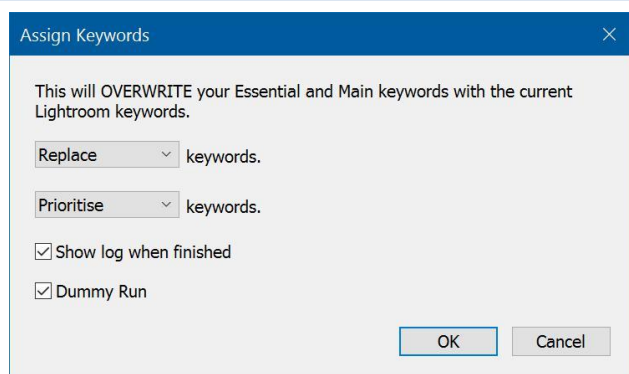 Assign Keywords
This will OVERWRITE your Essential and Main keywords with the current
Lightroom keywords.
Replace keywords.
Prioritise keywords.
Show log when finished
Dummy Run
OK Cancel